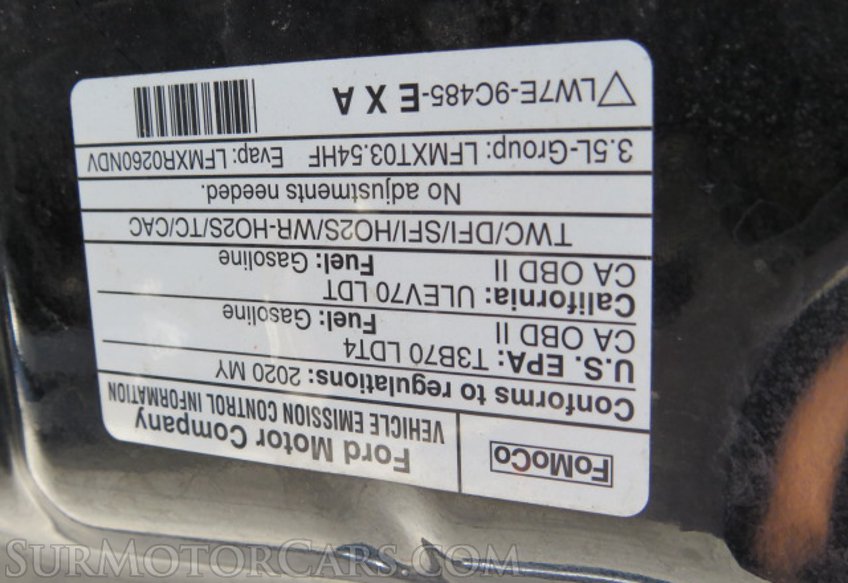 FoMoCo
Ford Motor Company
VEHICLE EMISSION CONTROL INFORMATION
Conforms to regulations: 2020 MY
U.S. EPA: T3B70 LDT4
CA OBD II Fuel: Gasoline
California: ULEV70 LDT
CA OBD II Fuel: Gasoline
TWC/DFI/SFI/HO2S/WR-HO2S/TC/CAC
No adjustments needed.
3.5L-Group: LFMXT03.54HF Evap: LFMXR0260NDV
LW7E-9C485-EXA
SURMOTORCARS.COM